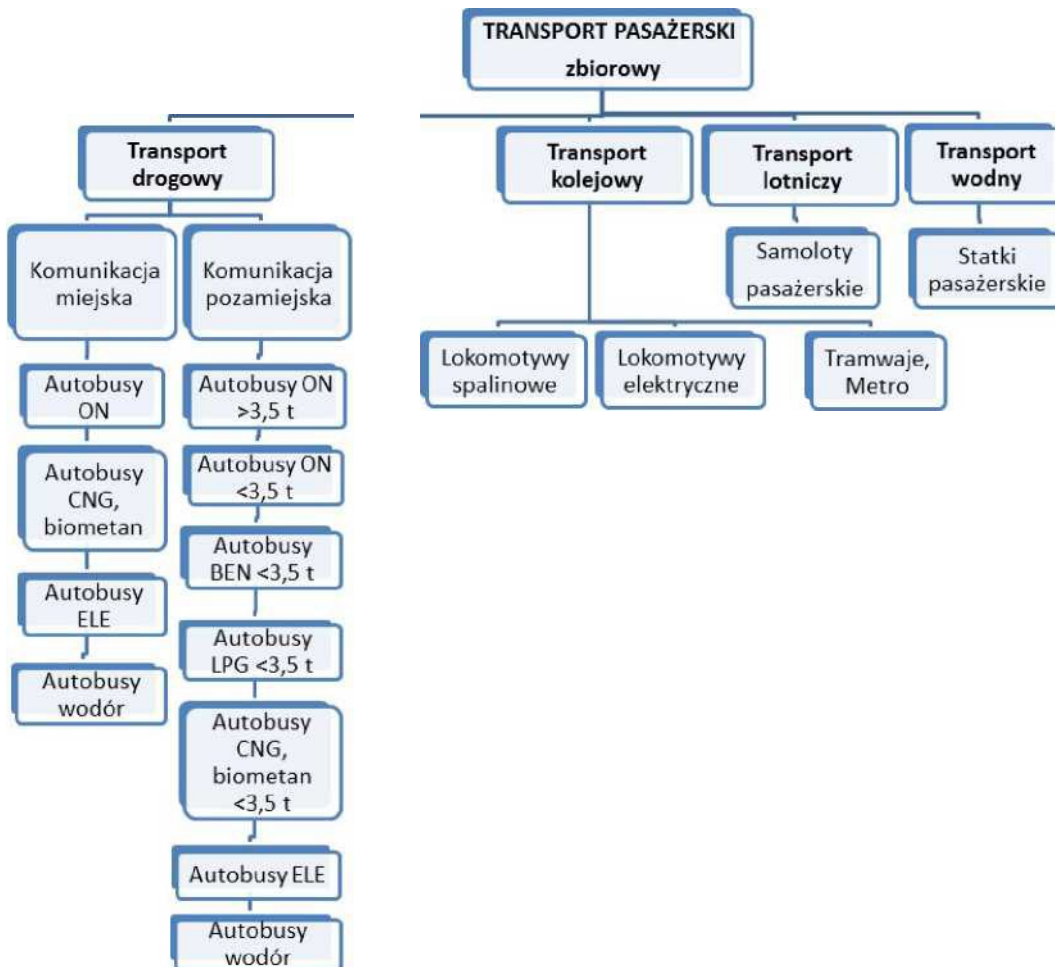 TRANSPORT PASAŻERSKI
zbiorowy
Transport
drogowy
Transport
kolejowy
Transport
lotniczy
Transport
wodny
Komunikacja
miejska
Komunikacja
pozamiejska
Samoloty
pasażerskie
Statki
pasażerskie
Lokomotywy
spalinowe
Lokomotywy
elektryczne
Tramwaje,
Metro
Autobusy
ON
Autobusy
CNG,
biometan
Autobusy
ELE
Autobusy
wodór
Autobusy ON
>3,5 t
Autobusy ON
<3,5 t
Autobusy
BEN <3,5 t
Autobusy
LPG <3,5 t
Autobusy
CNG,
biometan
<3,5 t
Autobusy ELE
Autobusy
wodór